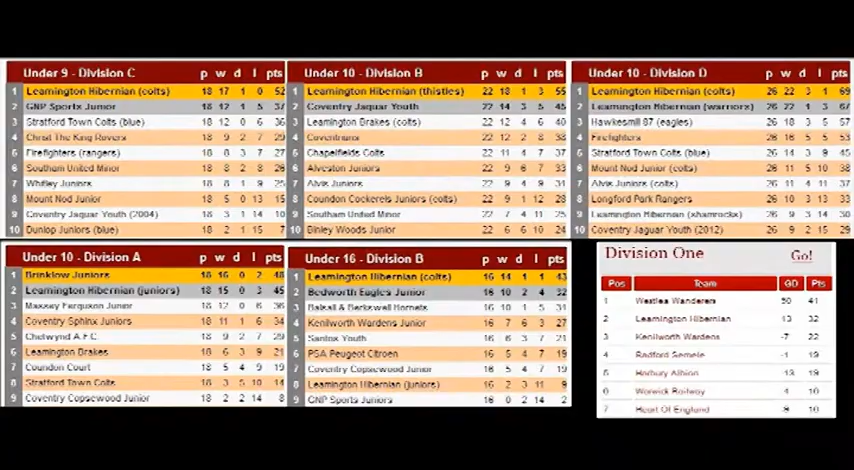 Under 9 - Division C p w d l pts
1 Leamington Hibernian (colts) 18 17 1 0 52
2 GNP Sports Junior 18 12 1 5 37
3 Stratford Town Colts (blue) 18 12 0 6 36
4 Christ The King Rovers 18 9 2 7 29
5 Firefighters (rangers) 18 8 3 7 27
6 Southam United Minor 18 8 2 8 26
7 Whitley Juniors 18 8 1 9 25
8 Mount Nod Junior 18 5 0 13 15
9 Coventry Jaguar Youth (2004) 18 3 1 14 10
10 Dunlop Juniors (blue) 18 2 1 15 7
Under 10 - Division B p w d l pts
1 Leamington Hibernian (thistles) 22 18 1 3 55
2 Coventry Jaguar Youth 22 14 3 5 45
3 Leamington Brakes (colts) 22 12 4 6 40
4 Coventrians 22 12 2 8 38
5 Chapelfields Colts 22 11 4 7 37
6 Alveston Juniors 22 9 6 7 33
7 Alvis Juniors 22 9 4 9 31
8 Coundon Cockerels Juniors (colts) 22 9 1 12 28
9 Southam United Minor 22 7 4 11 25
10 Binley Woods Junior 22 6 6 10 24
Under 10 - Division D p w d l pts
1 Leamington Hibernian (colts) 26 22 3 1 69
2 Leamington Hibernian (warriors) 26 22 1 3 67
3 Hawkesmill 87 (eagles) 26 18 3 5 57
4 Firefighters 26 16 5 5 53
5 Stratford Town Colts (blue) 26 14 3 9 45
6 Mount Nod Junior (colts) 26 11 5 10 38
7 Alvis Juniors (colts) 26 11 4 11 37
8 Longford Park Rangers 26 10 3 13 33
9 Leamington Hibernian (shamrocks) 26 9 3 14 30
10 Coventry Jaguar Youth (2012) 26 9 2 15 29
Under 10 - Division A p w d l pts
1 Brinklow Juniors 18 16 0 2 48
2 Leamington Hibernian (juniors) 18 15 0 3 45
3 Massey Ferguson Junior 18 12 0 6 36
4 Coventry Sphinx Juniors 18 11 1 6 34
5 Chetwynd A.F.C. 18 9 2 7 29
6 Leamington Brakes 18 6 3 9 21
7 Coundon Court 18 5 4 9 19
8 Stratford Town Colts 18 3 5 10 14
9 Coventry Copsewood Junior 18 2 2 14 8
Under 16 - Division B p w d l pts
1 Leamington Hibernian (colts) 16 14 1 1 43
2 Bedworth Eagles Junior 16 10 2 4 32
3 Balsall & Berkswell Hornets 16 10 1 5 31
4 Kenilworth Wardens Junior 16 7 6 3 27
5 Santos Youth 16 6 3 7 21
6 PSA Peugeot Citroen 16 5 4 7 19
7 Coventry Copsewood Junior 16 5 4 7 19
8 Leamington Hibernian (juniors) 16 2 3 11 9
9 GNP Sports Juniors 16 0 2 14 2
Division One Go!
Pos Team GD Pts
1 Westlea Wanderers 50 41
2 Leamington Hibernian 13 32
3 Kenilworth Wardens -7 22
4 Radford Semele -1 19
5 Harbury Albion -13 19
6 Warwick Railway 4 16
7 Heart Of England 16